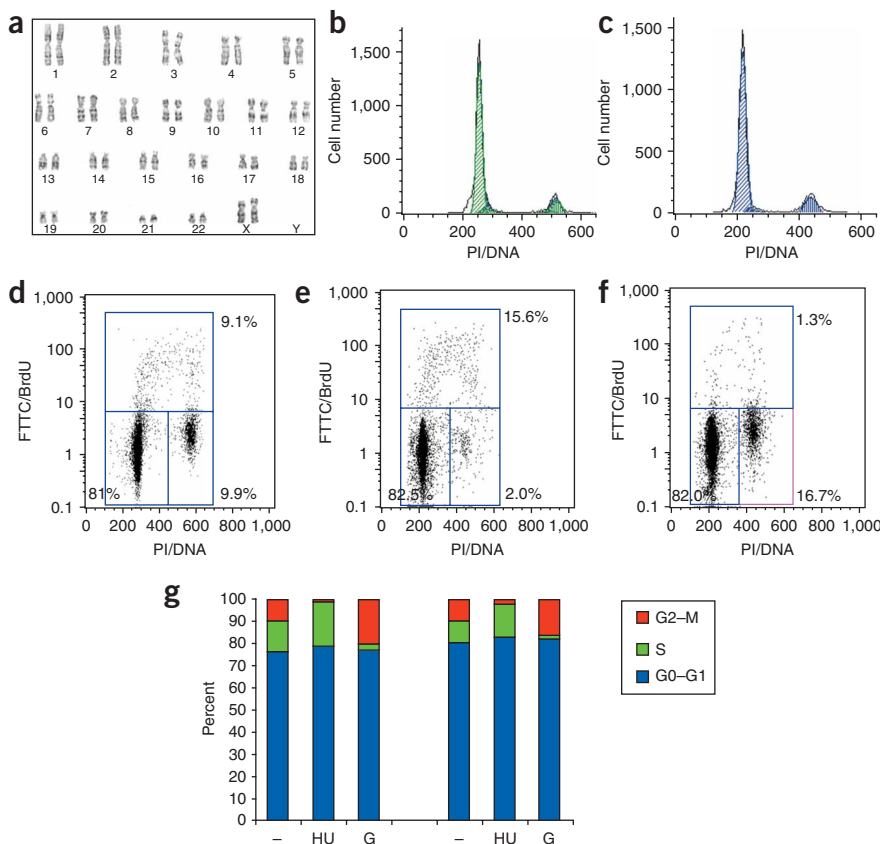 a
1 2 3 4 5
6 7 8 9 10 11 12
13 14 15 16 17 18
19 20 21 22 X Y
b
Cell number
1,500
1,000
500
0
0 200 400 600
PI/DNA
c
Cell number
1,500
1,000
500
0
0 200 400 600
PI/DNA
d
FTTC/BrdU
1,000
100
10
1
0.1
9.1%
81%
9.9%
0 200 400 600 800 1,000
PI/DNA
e
FTTC/BrdU
1,000
100
10
1
0.1
15.6%
82.5%
2.0%
0 200 400 600 800 1,000
PI/DNA
f
FTTC/BrdU
1,000
100
10
1
0.1
1.3%
82.0%
16.7%
0 200 400 600 800 1,000
PI/DNA
g
Percent
100
90
80
70
60
50
40
30
20
10
0
– HU G – HU G
G2–M
S
G0–G1